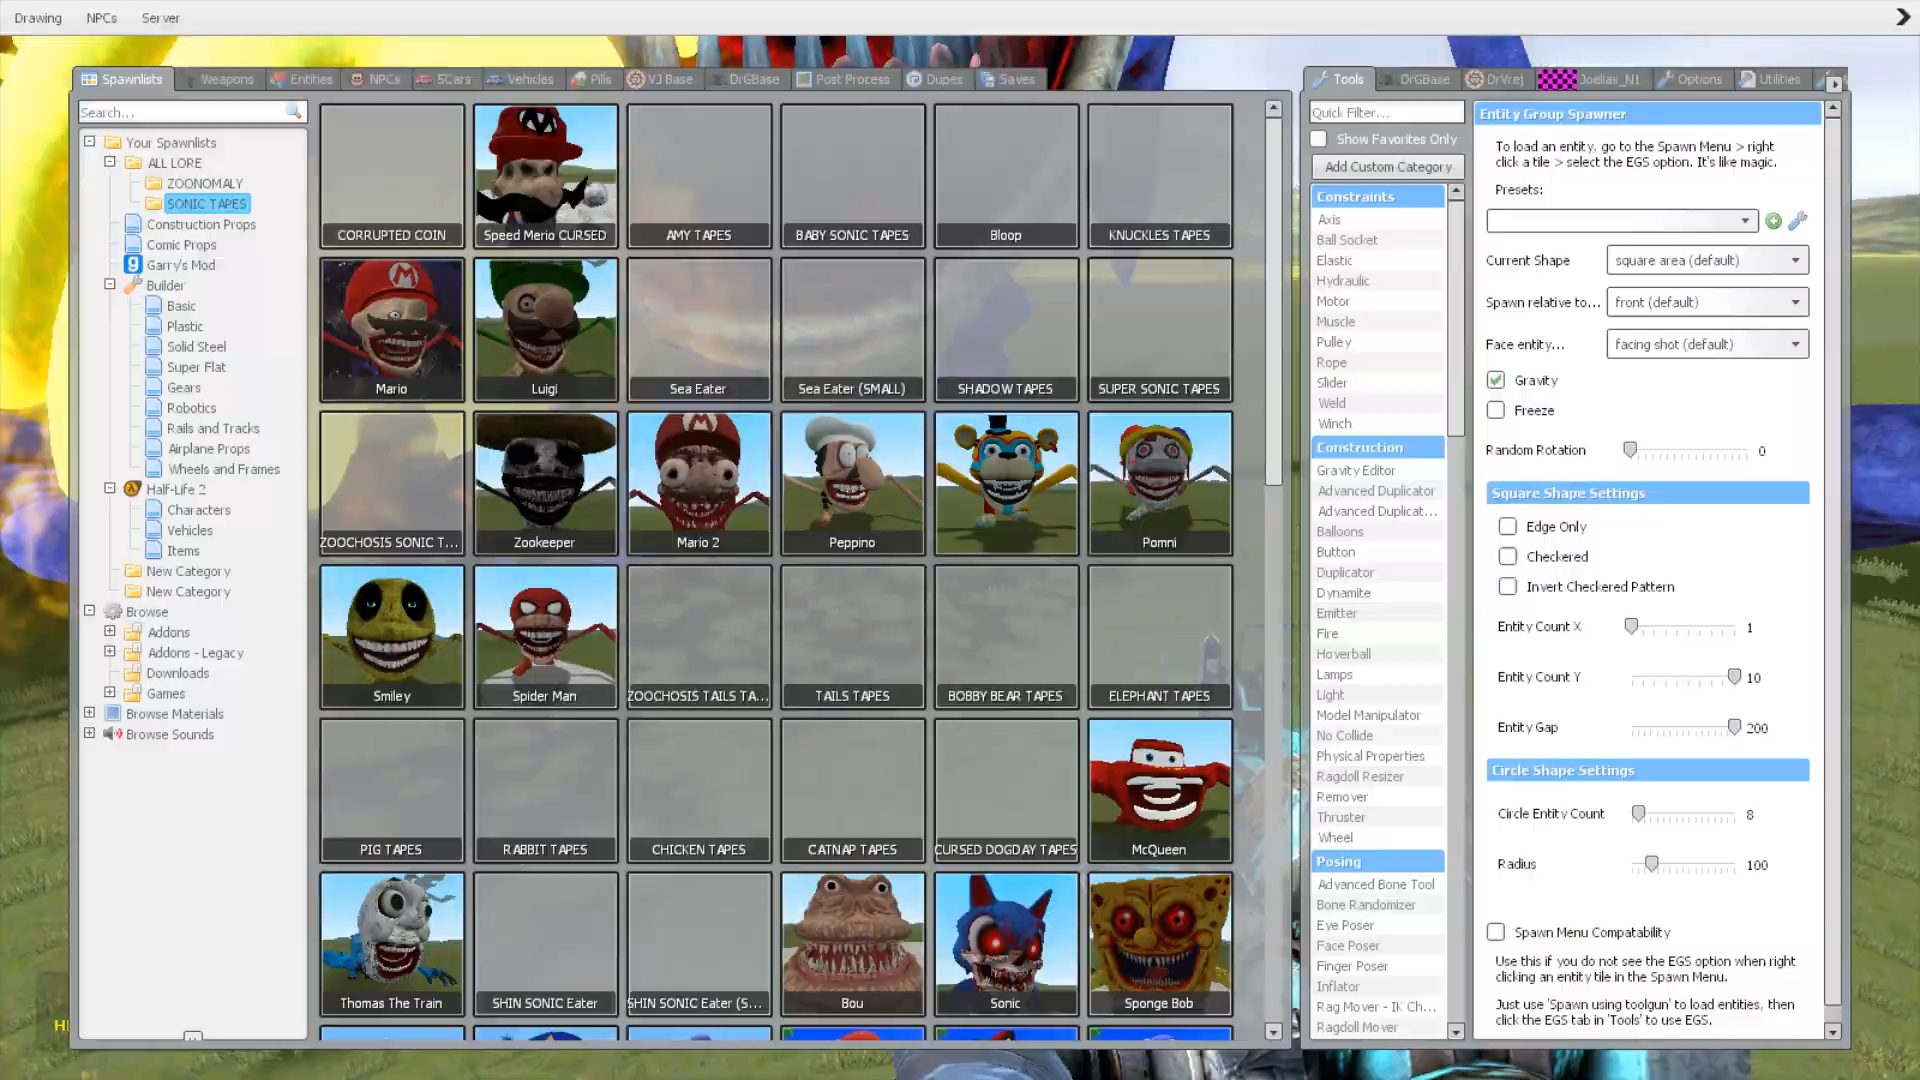 Drawing NPCs Server
Spawnlists Weapons Entities NPCs SCars Vehicles Pills VJ Base DrGBase Post Process Dupes Saves
Search...
Your Spawnlists
ALL LORE
ZOONOMALY
SONIC TAPES
Construction Props
Comic Props
Garry's Mod
Builder
Basic
Plastic
Solid Steel
Super Flat
Gears
Robotics
Rails and Tracks
Airplane Props
Wheels and Frames
Half-Life 2
Characters
Vehicles
Items
New Category
New Category
Browse
Addons
Addons - Legacy
Downloads
Games
Browse Materials
Browse Sounds
CORRUPTED COIN Speed Merio CURSED AMY TAPES BABY SONIC TAPES Bloop KNUCKLES TAPES
Mario Luigi Sea Eater Sea Eater (SMALL) SHADOW TAPES SUPER SONIC TAPES
ZOOCHOSIS SONIC T... Zookeeper Mario 2 Peppino Pomni
Smiley Spider Man ZOOCHOSIS TAILS TA... TAILS TAPES BOBBY BEAR TAPES ELEPHANT TAPES
PIG TAPES RABBIT TAPES CHICKEN TAPES CATNAP TAPES CURSED DOGDAY TAPES McQueen
Thomas The Train SHIN SONIC Eater SHIN SONIC Eater (S... Bou Sonic Sponge Bob
Tools DrGBase DrVrej Joelias_N1 Options Utilities
Quick Filter...
Show Favorites Only
Add Custom Category
Constraints
Axis
Ball Socket
Elastic
Hydraulic
Motor
Muscle
Pulley
Rope
Slider
Weld
Winch
Construction
Gravity Editor
Advanced Duplicator
Advanced Duplicat...
Balloons
Button
Duplicator
Dynamite
Emitter
Fire
Hoverball
Lamps
Light
Model Manipulator
No Collide
Physical Properties
Ragdoll Resizer
Remover
Thruster
Wheel
Posing
Advanced Bone Tool
Bone Randomizer
Eye Poser
Face Poser
Finger Poser
Inflator
Rag Mover - IK Ch...
Ragdoll Mover
Entity Group Spawner
To load an entity, go to the Spawn Menu > right
click a tile > select the EGS option. It's like magic.
Presets:
Current Shape square area (default)
Spawn relative to... front (default)
Face entity... facing shot (default)
Gravity
Freeze
Random Rotation 0
Square Shape Settings
Edge Only
Checkered
Invert Checkered Pattern
Entity Count X 1
Entity Count Y 10
Entity Gap 200
Circle Shape Settings
Circle Entity Count 8
Radius 100
Spawn Menu Compatability
Use this if you do not see the EGS option when right
clicking an entity tile in the Spawn Menu.
Just use 'Spawn using toolgun' to load entities, then
click the EGS tab in 'Tools' to use EGS.